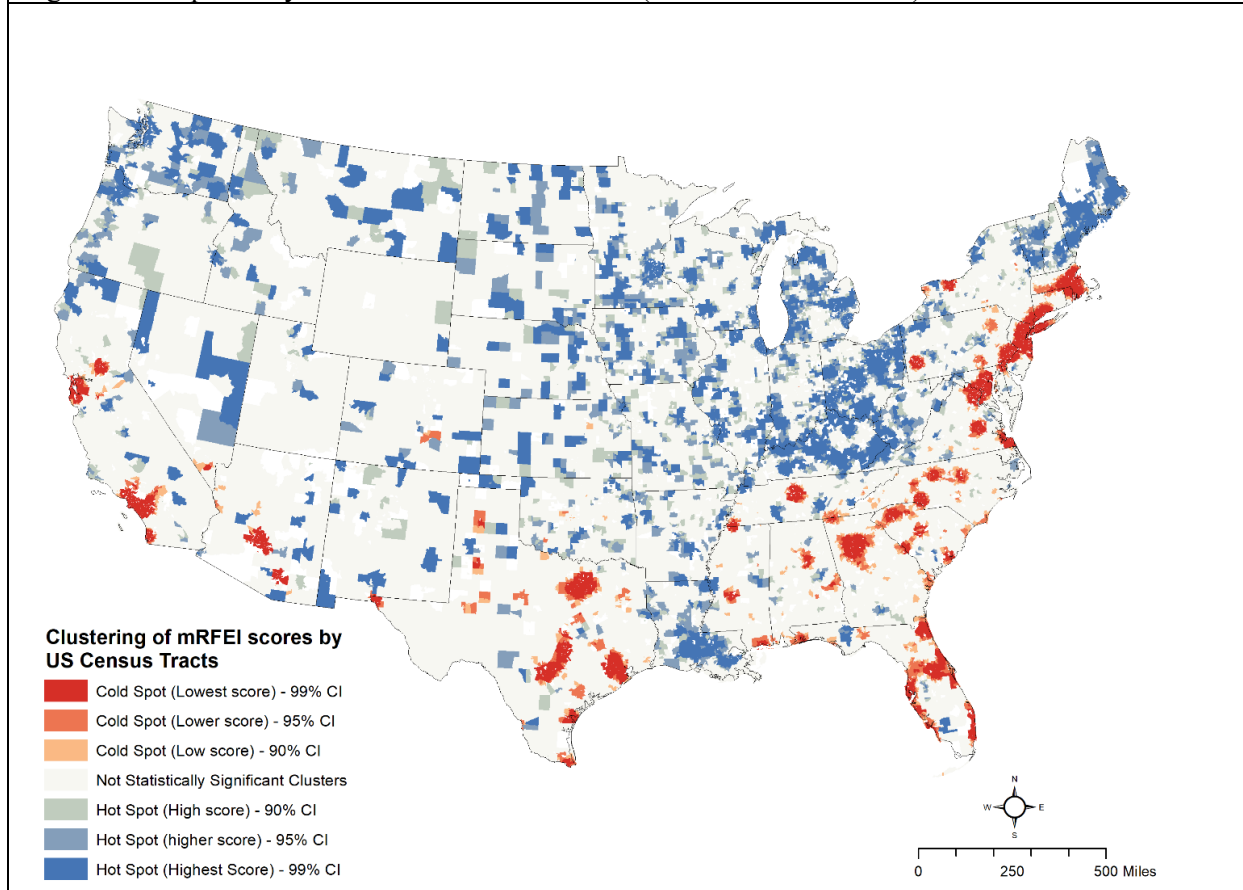 Clustering of mRFEI scores by
US Census Tracts
Cold Spot (Lowest score) - 99% CI
Cold Spot (Lower score) - 95% CI
Cold Spot (Low score) - 90% CI
Not Statistically Significant Clusters
Hot Spot (High score) - 90% CI
Hot Spot (higher score) - 95% CI
Hot Spot (Highest Score) - 99% CI
N
W E
S
0 250 500 Miles